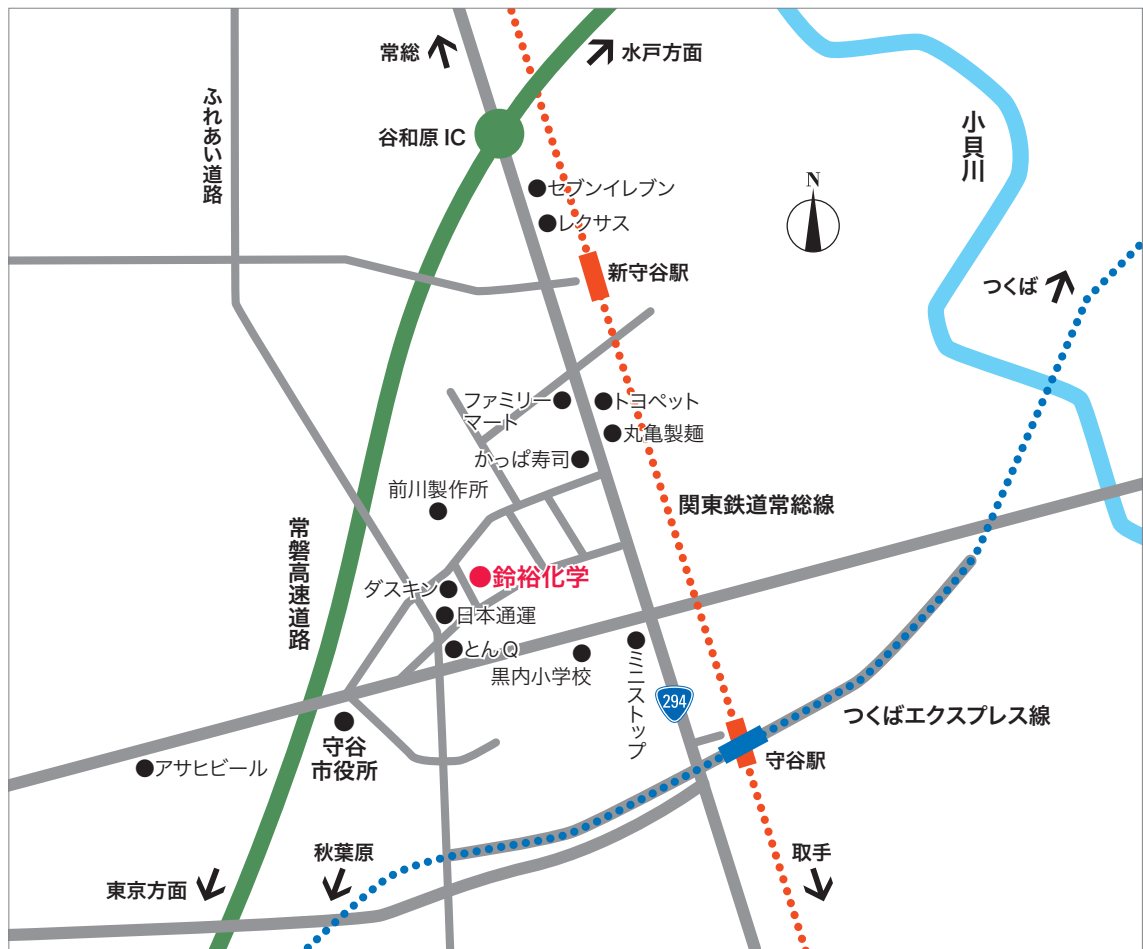 常総
水戸方面
ふれあい道路
谷和原 IC
小貝川
セブンイレブン
N
レクサス
新守谷駅
つくば
ファミリー
マート
トヨペット
丸亀製麺
かっぱ寿司
前川製作所
関東鉄道常総線
常磐高速道路
鈴裕化学
ダスキン
日本通運
とんQ
黒内小学校
ミニストップ
294
つくばエクスプレス線
守谷
市役所
守谷駅
アサヒビール
秋葉原
取手
東京方面